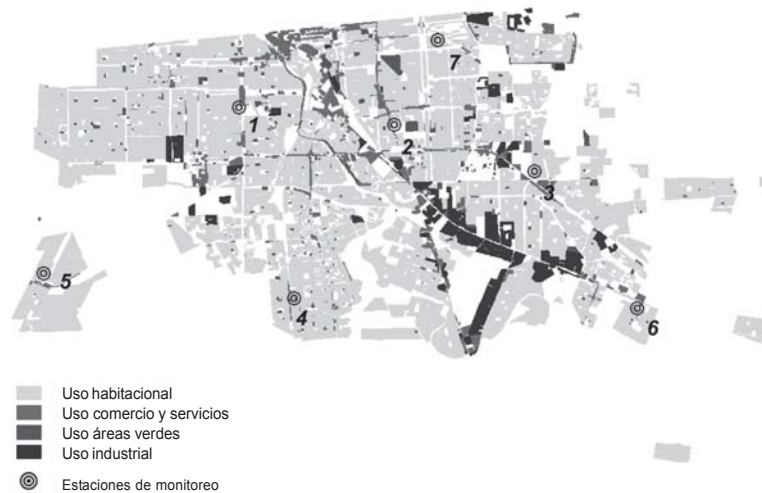 7
1
2
3
5
4
6
Uso habitacional
Uso comercio y servicios
Uso áreas verdes
Uso industrial
Estaciones de monitoreo